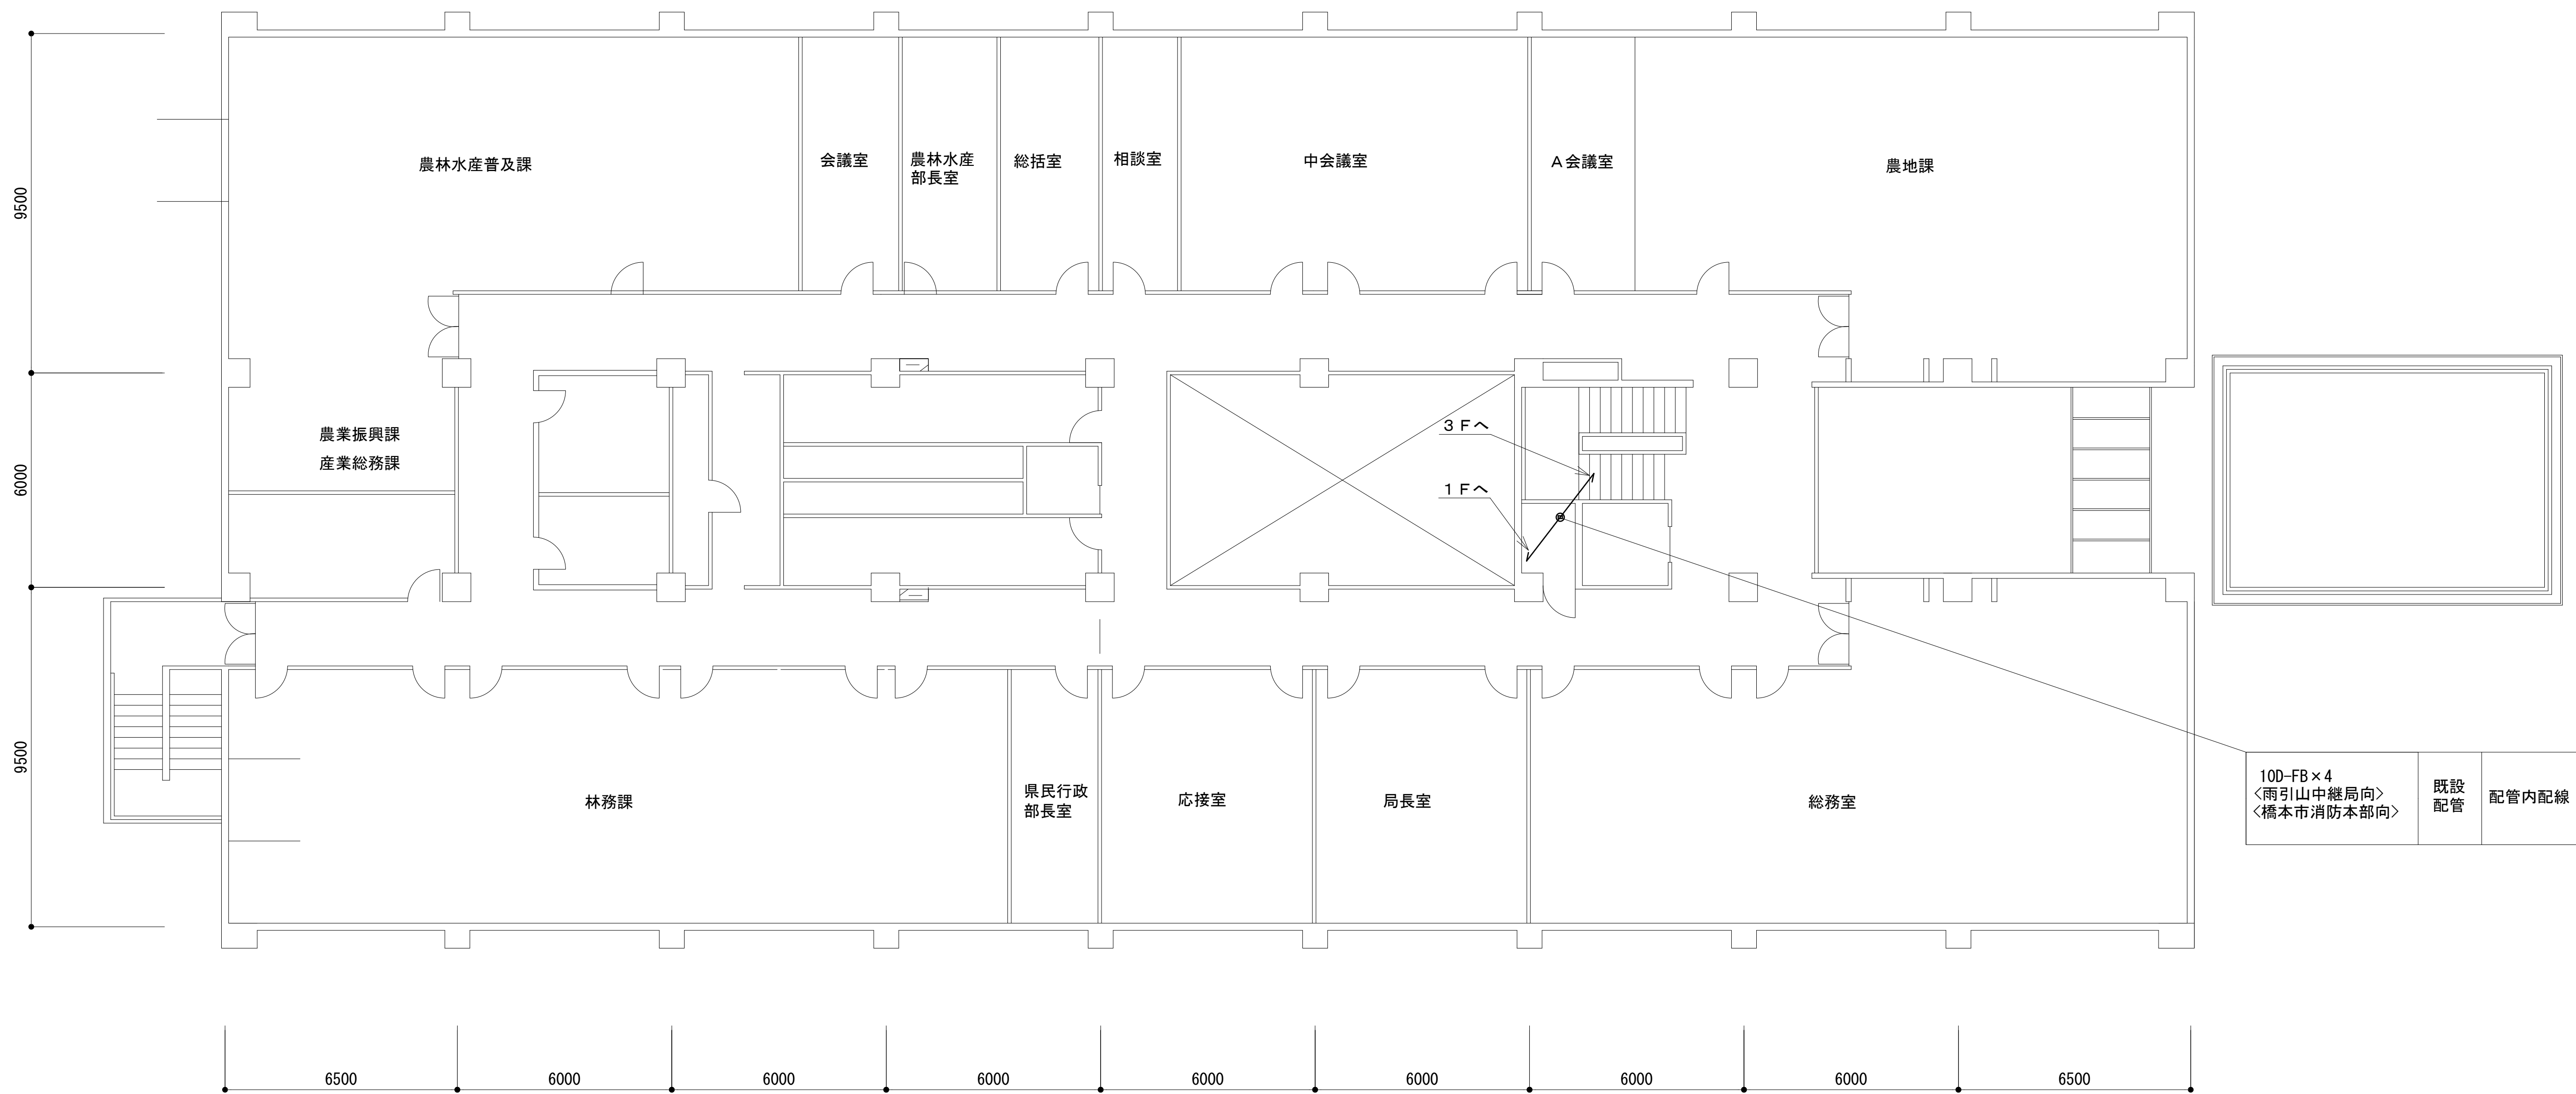 農林水産普及課
会議室
農林水産
部長室
総括室
相談室
中会議室
A会議室
農地課
9500
農業振興課
産業総務課
3Fへ
1Fへ
6000
林務課
県民行政
部長室
応接室
局長室
総務室
9500
10D-FB×4
<雨引山中継局向>
<橋本市消防本部向>
既設
配管
配管内配線
6500
6000
6000
6000
6000
6000
6000
6000
6500